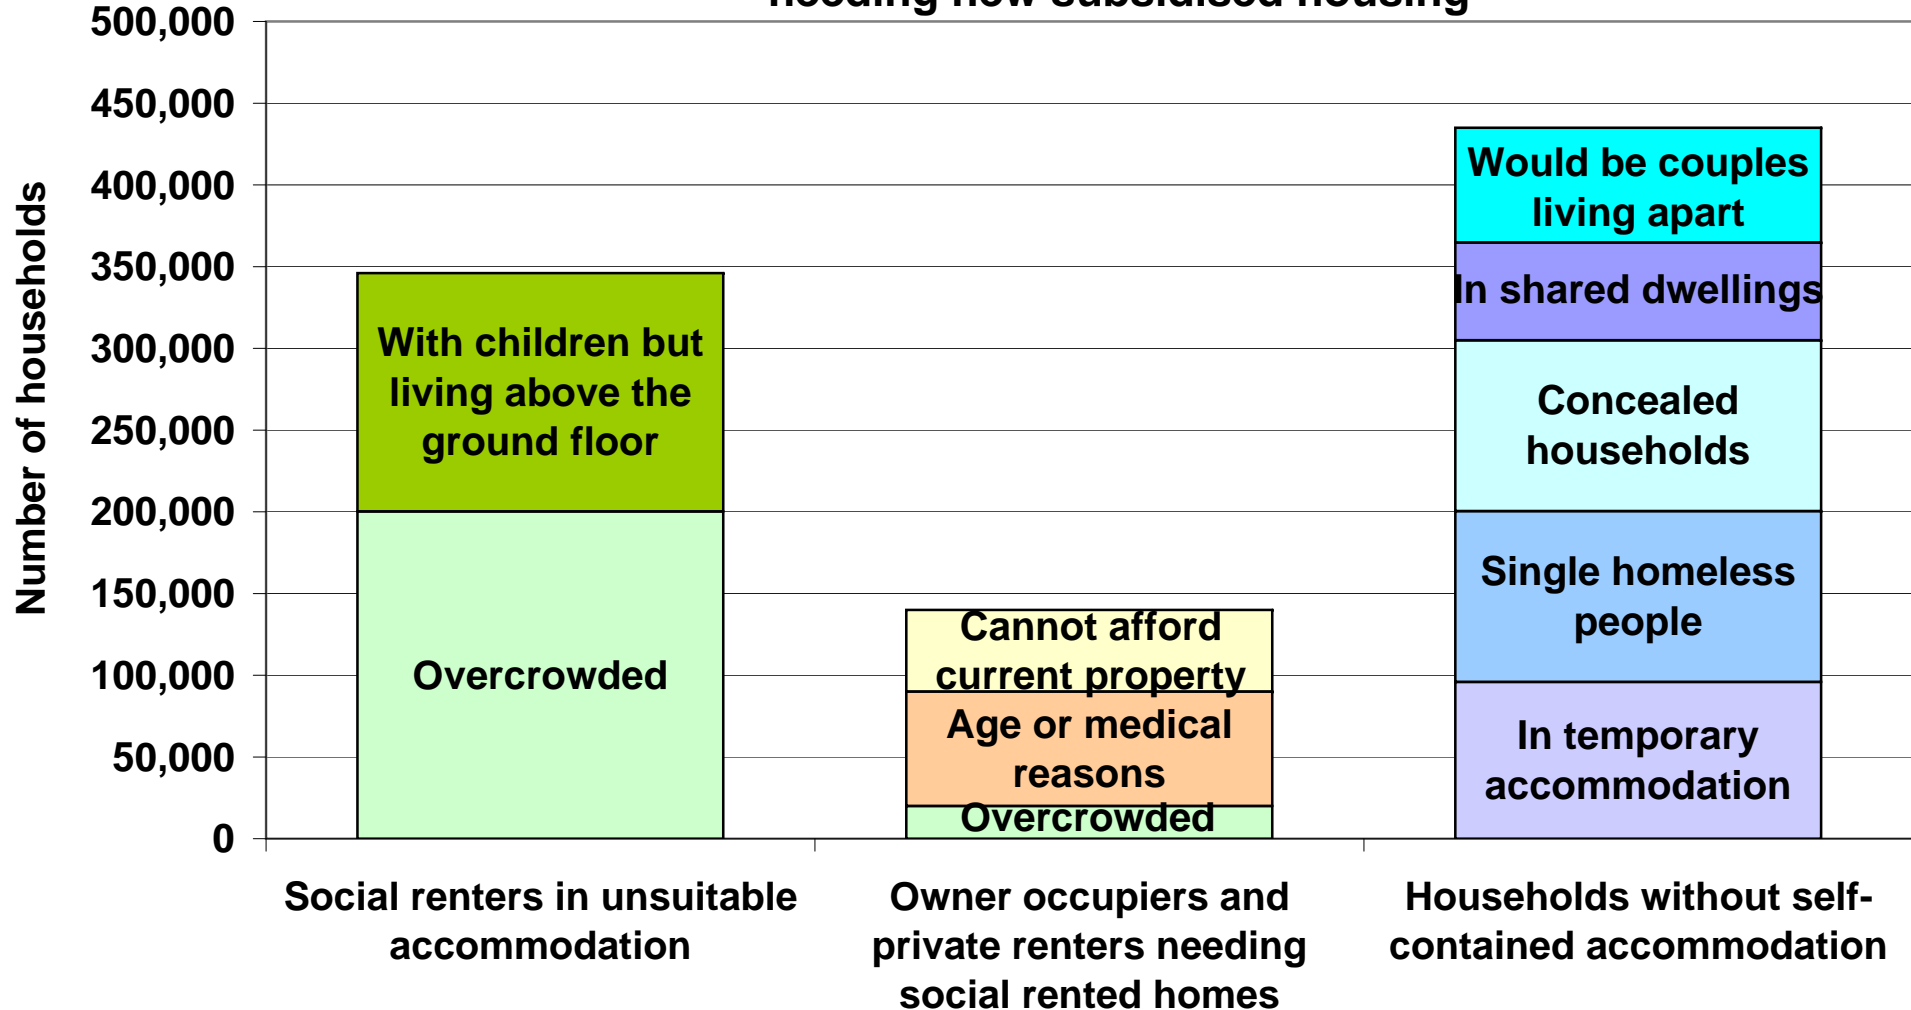 needing new subsidised housing
500,000
450,000
400,000
350,000
300,000
250,000
200,000
150,000
100,000
50,000
0
Number of households
With children but
living above the
ground floor
Overcrowded
Cannot afford
current property
Age or medical
reasons
Overcrowded
Would be couples
living apart
In shared dwellings
Concealed
households
Single homeless
people
In temporary
accommodation
Social renters in unsuitable
accommodation
Owner occupiers and
private renters needing
social rented homes
Households without self-
contained accommodation